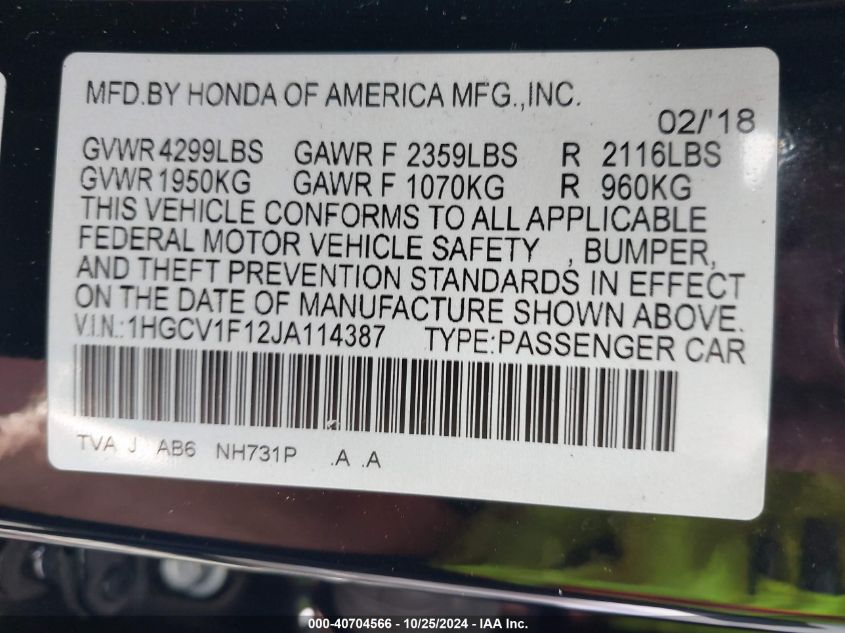 MFD.BY HONDA OF AMERICA MFG.,INC.
02/'18
GVWR 4299LBS GAWR F 2359LBS R 2116LBS
GVWR 1950KG GAWR F 1070KG R 960KG
THIS VEHICLE CONFORMS TO ALL APPLICABLE
FEDERAL MOTOR VEHICLE SAFETY , BUMPER,
AND THEFT PREVENTION STANDARDS IN EFFECT
ON THE DATE OF MANUFACTURE SHOWN ABOVE.
V.I.N.:1HGCV1F12JA114387 TYPE:PASSENGER CAR
TVA J AB6 NH731P .A .A
000-40704566 - 10/25/2024 - IAA Inc.